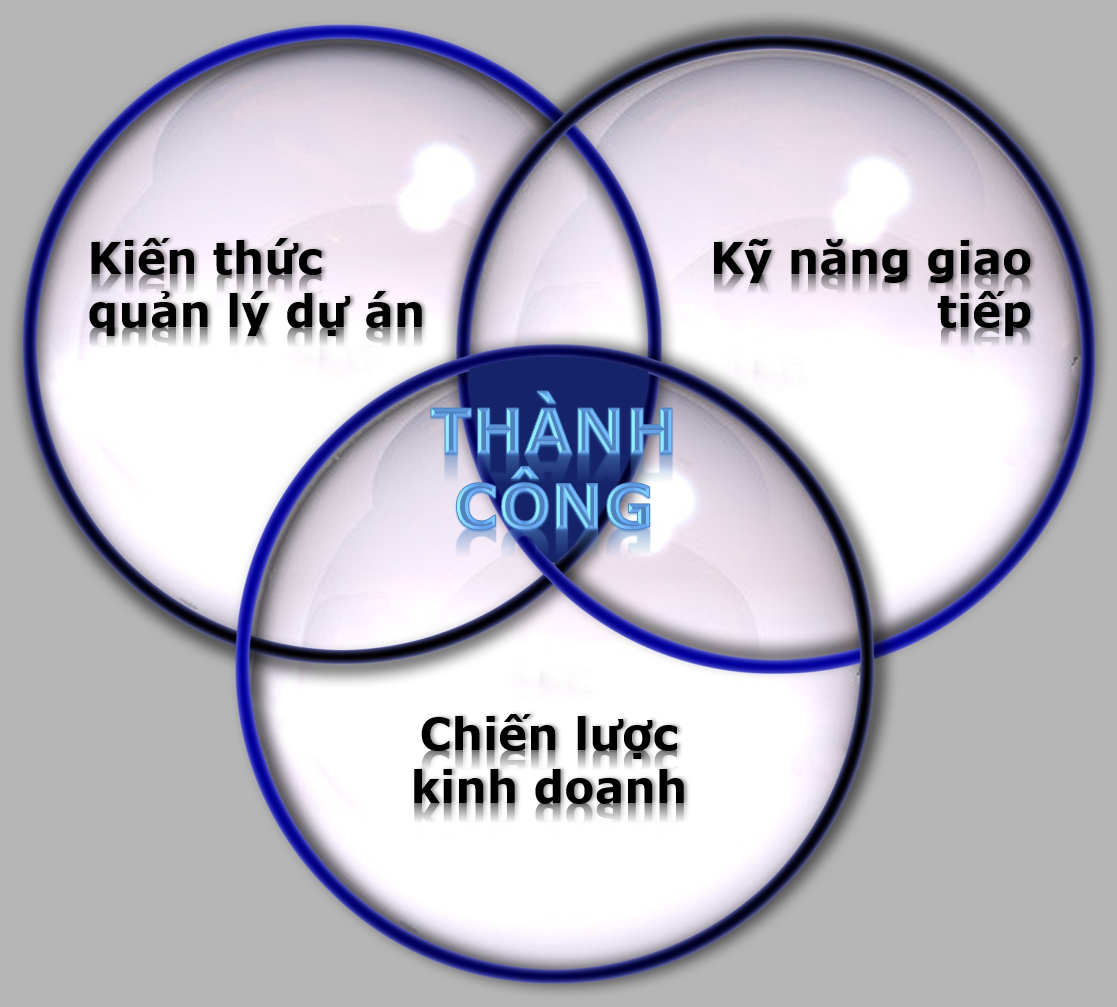 Kiến thức
quản lý dự án
Kỹ năng giao
tiếp
THÀNH
CÔNG
Chiến lược
kinh doanh